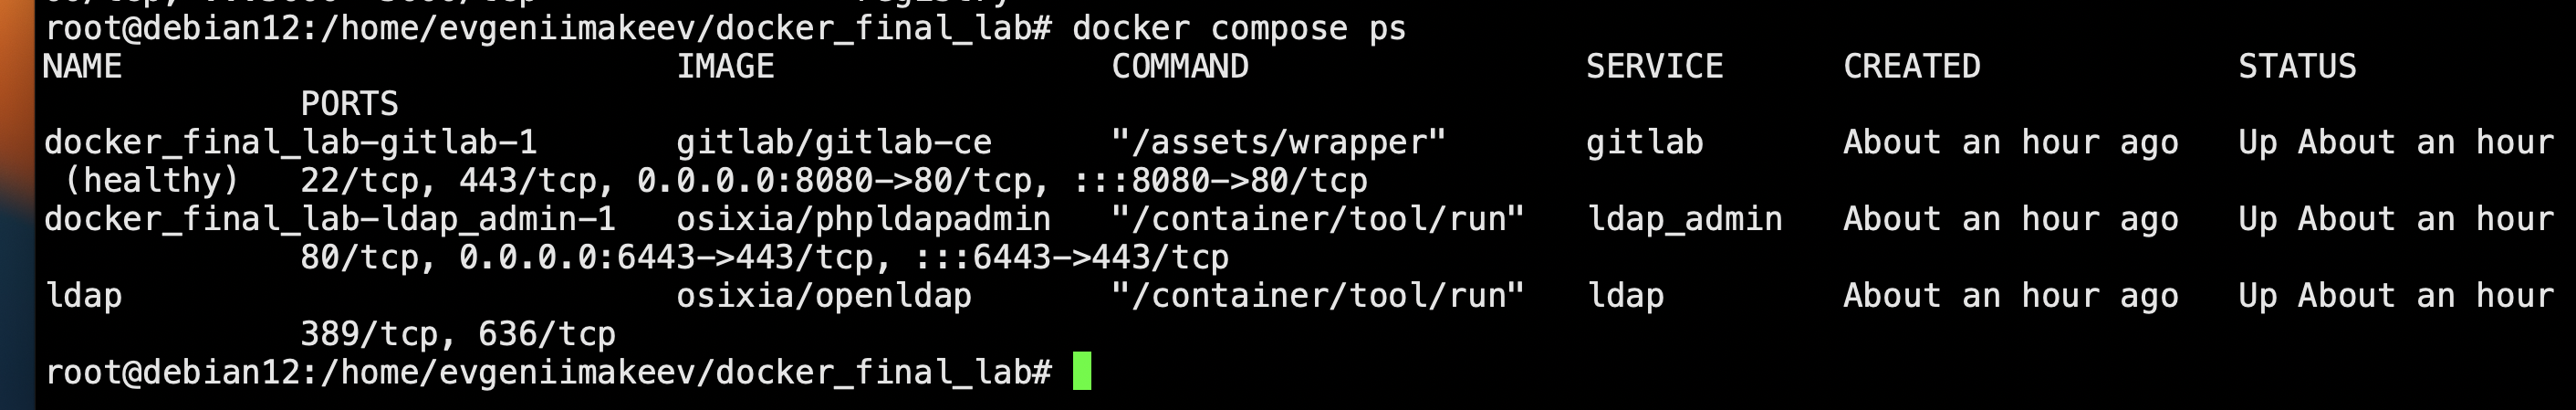 root@debian12:/home/evgeniimakeev/docker_final_lab# docker compose ps
NAME                            IMAGE                 COMMAND                 SERVICE      CREATED             STATUS
             PORTS
docker_final_lab-gitlab-1       gitlab/gitlab-ce      "/assets/wrapper"       gitlab       About an hour ago   Up About an hour
 (healthy)   22/tcp, 443/tcp, 0.0.0.0:8080->80/tcp, :::8080->80/tcp
docker_final_lab-ldap_admin-1   osixia/phpldapadmin   "/container/tool/run"   ldap_admin   About an hour ago   Up About an hour
             80/tcp, 0.0.0.0:6443->443/tcp, :::6443->443/tcp
ldap                            osixia/openldap       "/container/tool/run"   ldap         About an hour ago   Up About an hour
             389/tcp, 636/tcp
root@debian12:/home/evgeniimakeev/docker_final_lab#